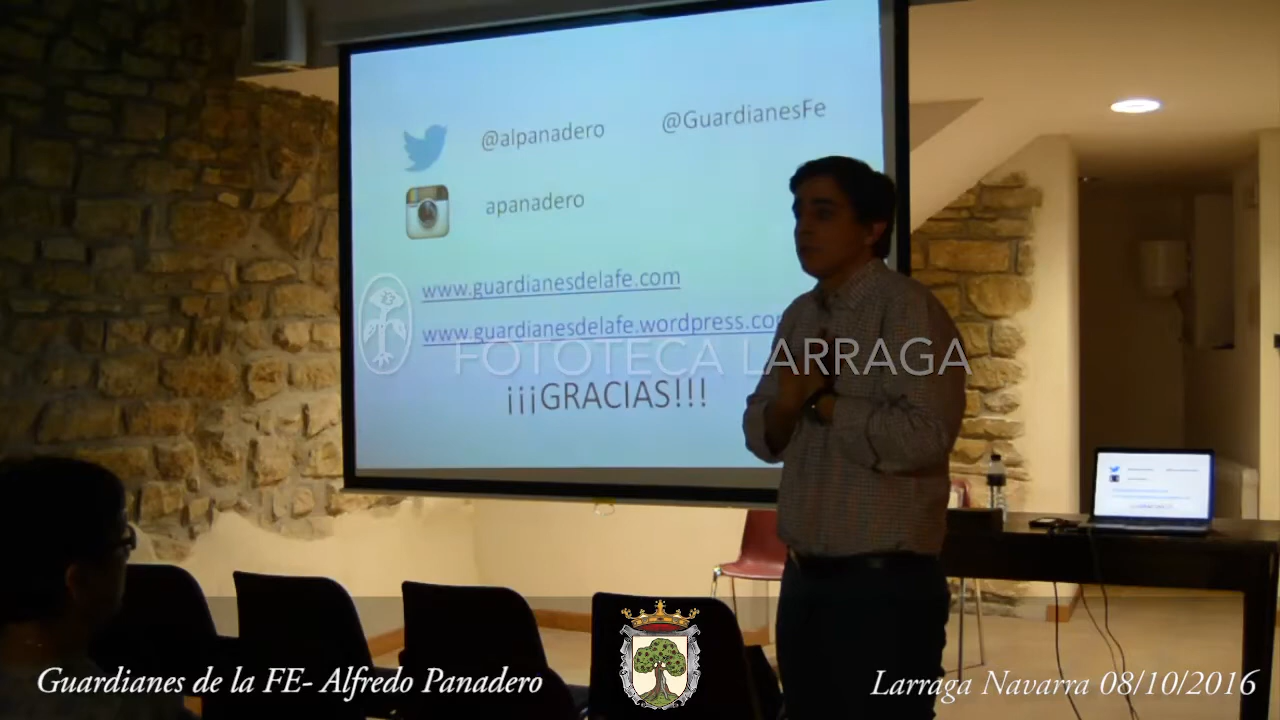 @alpanadero @GuardianesFe
apanadero
www.guardianesdelafe.com
www.guardianesdelafe.wordpress.co
FOTOTECA LARRAGA
¡¡¡GRACIAS!!!
Guardianes de la FE- Alfredo Panadero
Larraga Navarra 08/10/2016